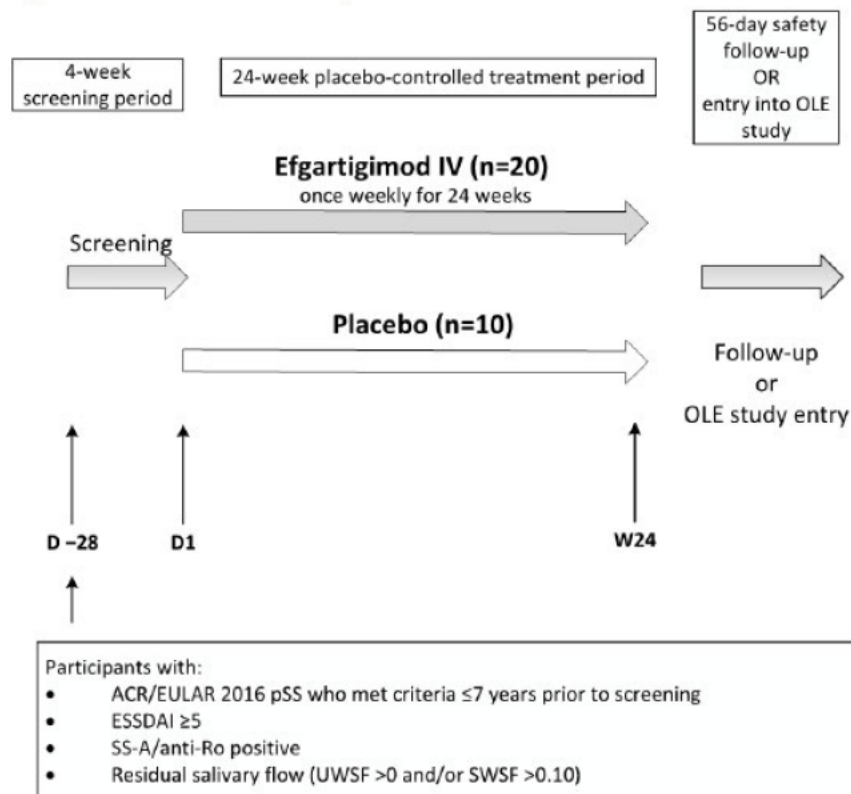 4-week
screening period
24-week placebo-controlled treatment period
56-day safety
follow-up
OR
entry into OLE
study
Efgartigimod IV (n=20)
once weekly for 24 weeks
Screening
Placebo (n=10)
Follow-up
or
OLE study entry
D −28
D1
W24
Participants with:
• ACR/EULAR 2016 pSS who met criteria ≤7 years prior to screening
• ESSDAI ≥5
• SS-A/anti-Ro positive
• Residual salivary flow (UWSF >0 and/or SWSF >0.10)